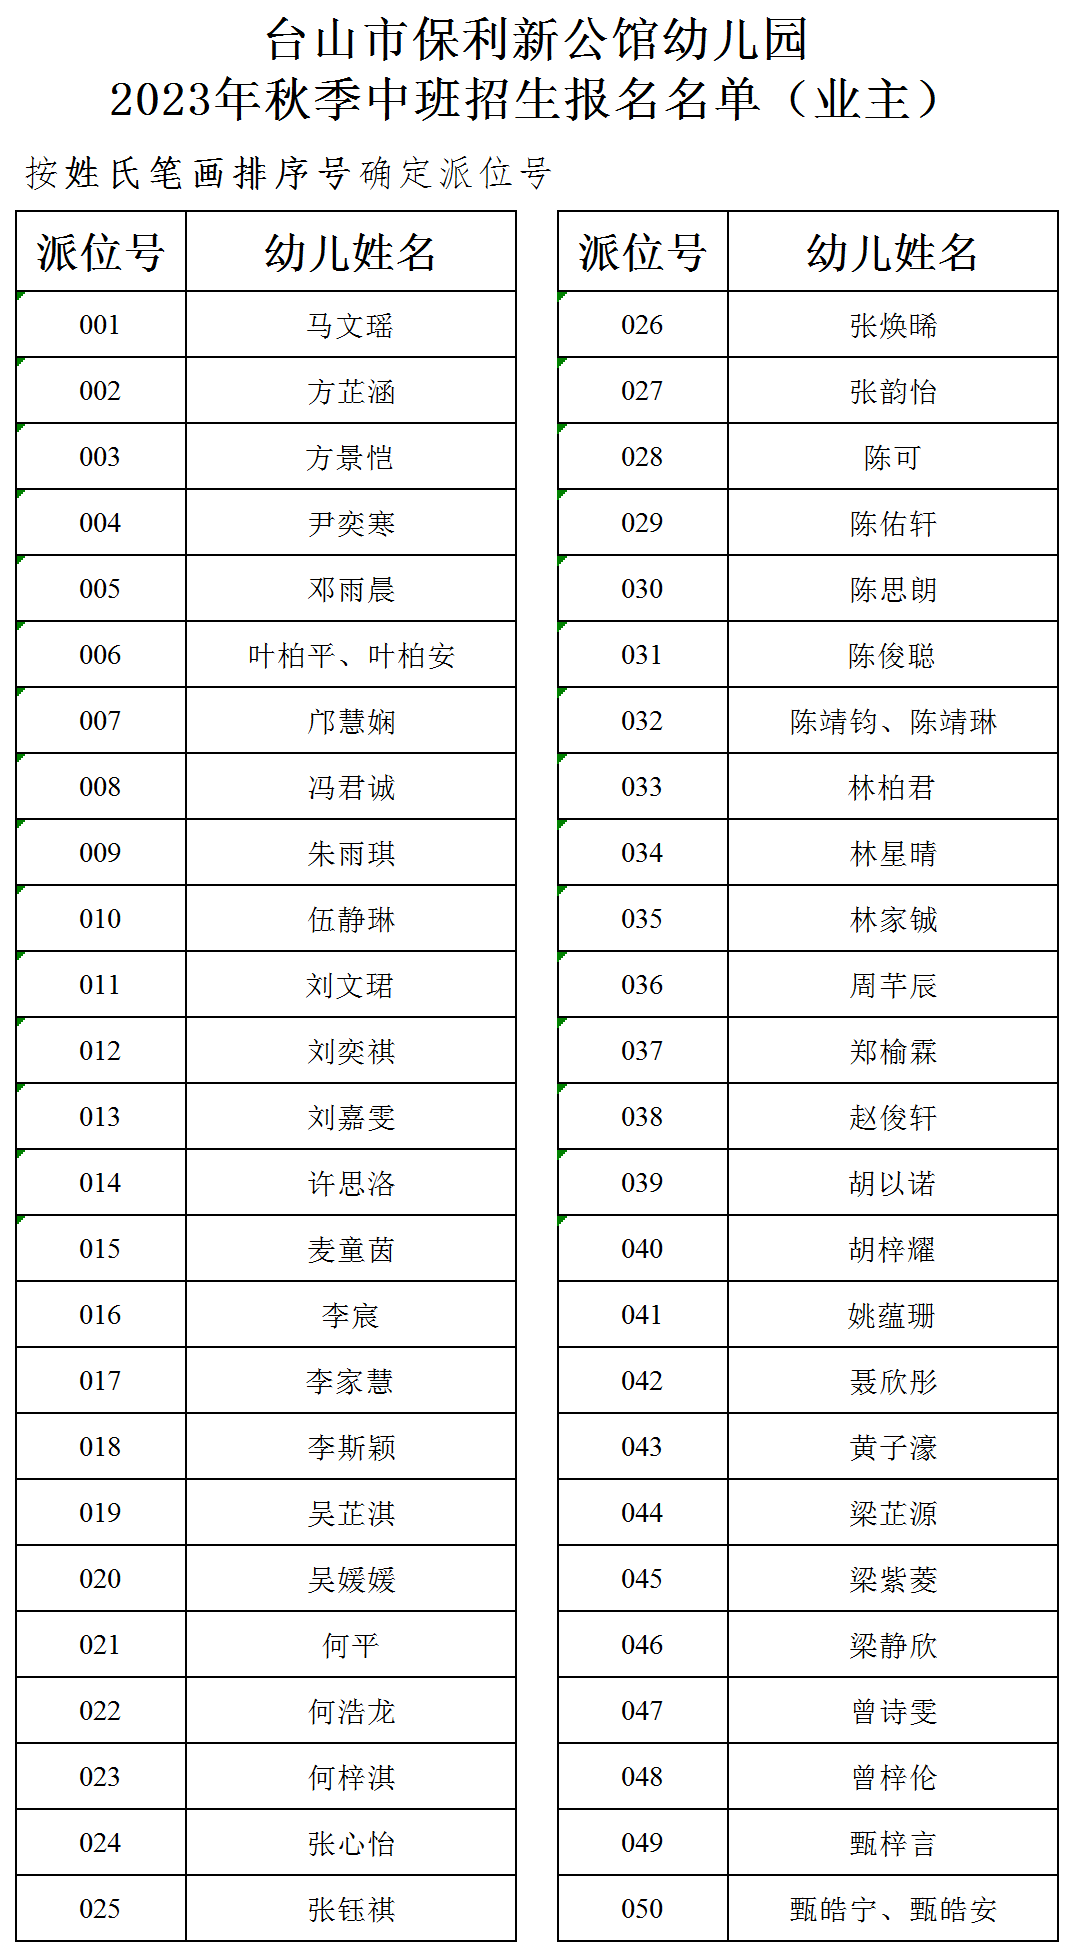 台山市保利新公馆幼儿园
2023年秋季中班招生报名名单（业主）
按姓氏笔画排序号确定派位号
派位号 幼儿姓名 派位号 幼儿姓名
001 马文瑶 026 张焕晞
002 方芷涵 027 张韵怡
003 方景恺 028 陈可
004 尹奕寒 029 陈佑轩
005 邓雨晨 030 陈思朗
006 叶柏平、叶柏安 031 陈俊聪
007 邝慧娴 032 陈靖钧、陈靖琳
008 冯君诚 033 林柏君
009 朱雨琪 034 林星晴
010 伍静琳 035 林家铖
011 刘文珺 036 周芊辰
012 刘奕祺 037 郑榆霖
013 刘嘉雯 038 赵俊轩
014 许思洛 039 胡以诺
015 麦童茵 040 胡梓耀
016 李宸 041 姚蕴珊
017 李家慧 042 聂欣彤
018 李斯颖 043 黄子濠
019 吴芷淇 044 梁芷源
020 吴媛媛 045 梁紫菱
021 何平 046 梁静欣
022 何浩龙 047 曾诗雯
023 何梓淇 048 曾梓伦
024 张心怡 049 甄梓言
025 张钰祺 050 甄皓宁、甄皓安